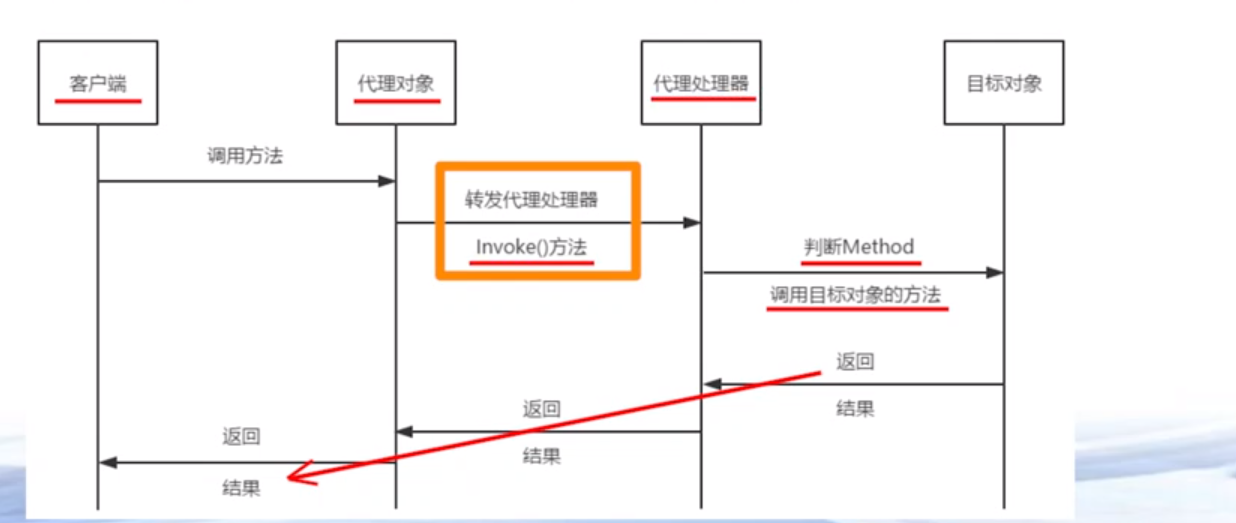 客户端
代理对象
代理处理器
目标对象
调用方法
转发代理处理器
Invoke()方法
判断Method
调用目标对象的方法
返回
结果
返回
结果
返回
结果